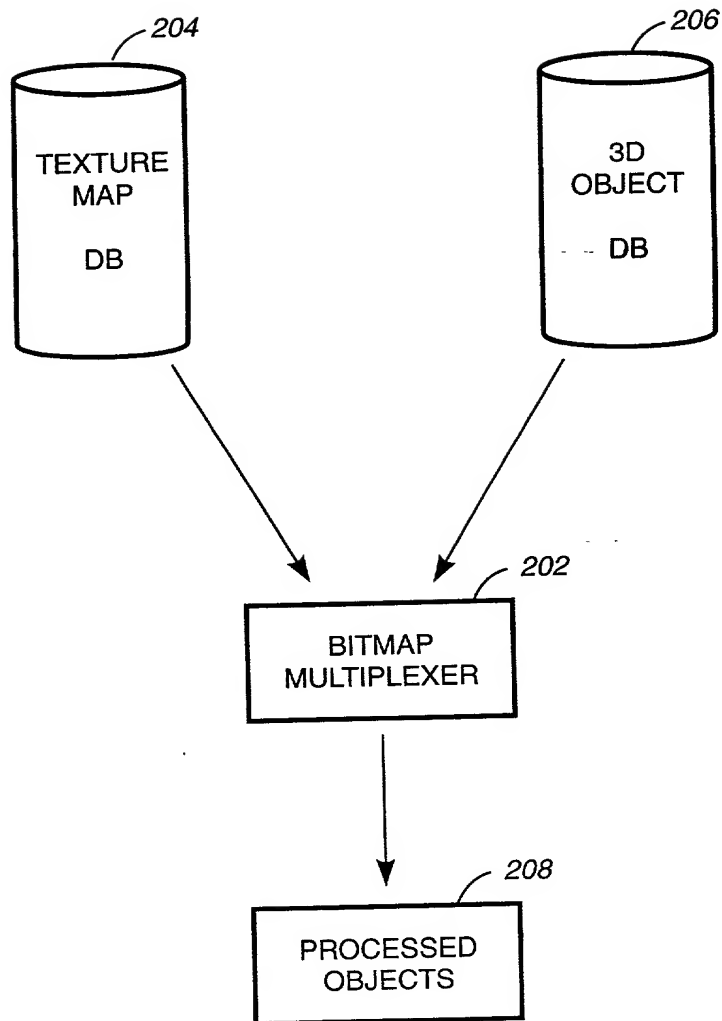 204
206
TEXTURE
MAP
DB
3D
OBJECT
DB
202
BITMAP
MULTIPLEXER
208
PROCESSED
OBJECTS